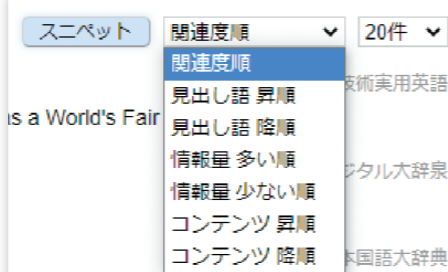 スニペット 関連度順 20件
関連度順
見出し語 昇順
技術実用英語
as a World's Fair
見出し語 降順
情報量 多い順
ジタル大辞泉
情報量 少ない順
コンテンツ 昇順
コンテンツ 降順
本国語大辞典